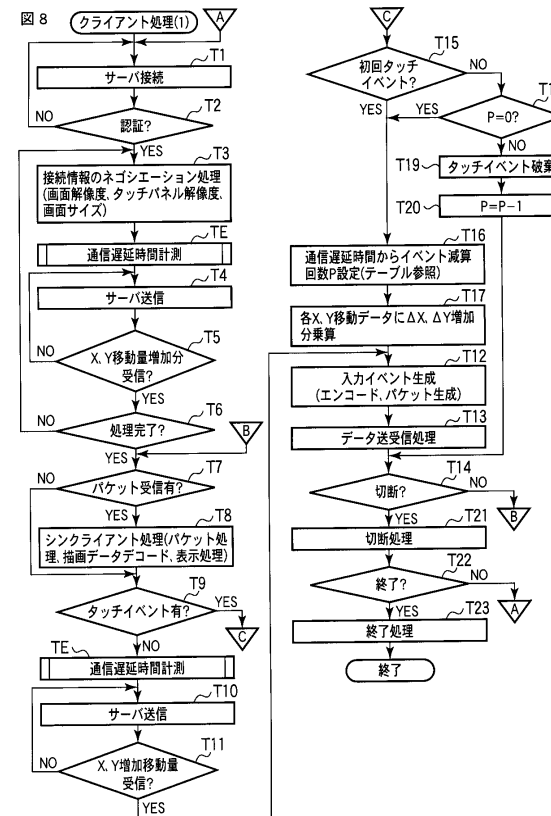 図8
クライアント処理(1)
A
T1
サーバ接続
T2
認証?
NO
YES
T3
接続情報のネゴシエーション処理
(画面解像度、タッチパネル解像度、
画面サイズ)
TE
通信遅延時間計測
T4
サーバ送信
T5
X、Y移動量増加分
受信?
NO
YES
T6
処理完了?
NO
YES
B
T7
パケット受信有?
NO
YES
T8
シンクライアント処理(パケット処
理、描画データデコード、表示処理)
T9
タッチイベント有?
YES
C
NO
TE
通信遅延時間計測
T10
サーバ送信
T11
X、Y増加移動量
受信?
NO
YES
C
T15
初回タッチ
イベント?
NO
YES
P=0?
YES
NO
T19
タッチイベント破棄
T20
P=P-1
T16
通信遅延時間からイベント減算
回数P設定(テーブル参照)
T17
各X、Y移動データにΔX、ΔY増加
分乗算
T12
入力イベント生成
(エンコード、パケット生成)
T13
データ送受信処理
T14
切断?
NO
B
YES
T21
切断処理
T22
終了?
NO
A
YES
T23
終了処理
終了